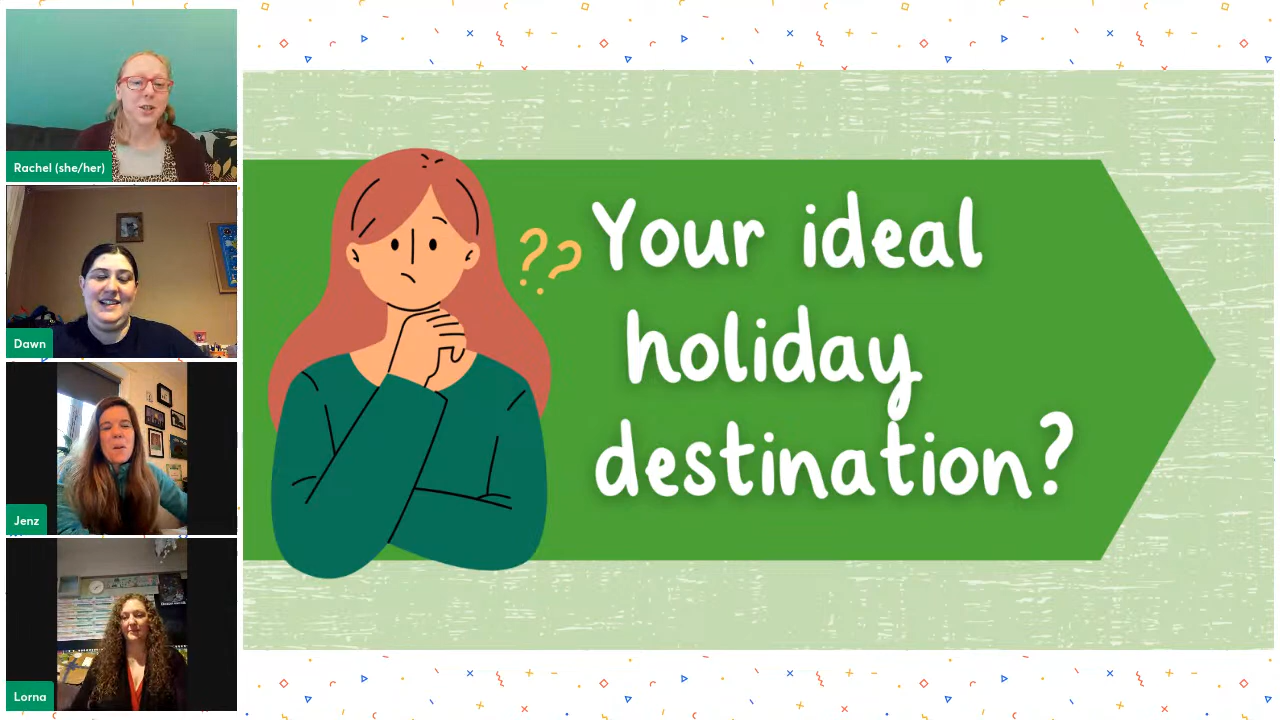 Rachel (she/her)
Dawn
Jenz
Lorna
??
Your ideal
holiday
destination?